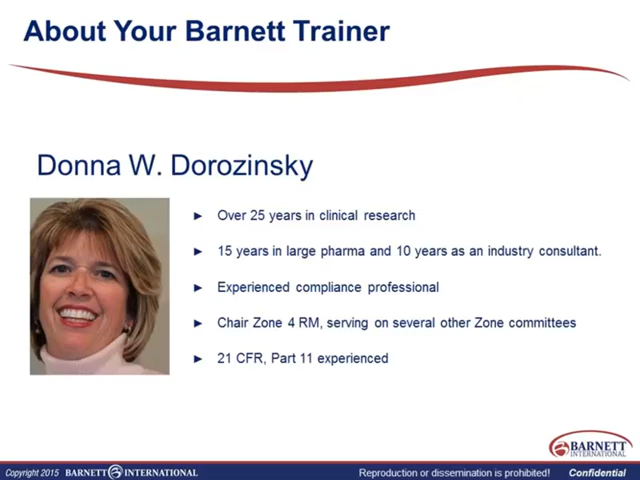 About Your Barnett Trainer
Donna W. Dorozinsky
► Over 25 years in clinical research
► 15 years in large pharma and 10 years as an industry consultant.
► Experienced compliance professional
► Chair Zone 4 RM, serving on several other Zone committees
► 21 CFR, Part 11 experienced
BARNETT
INTERNATIONAL
Copyright 2015 BARNETT INTERNATIONAL Reproduction or dissemination is prohibited! Confidential